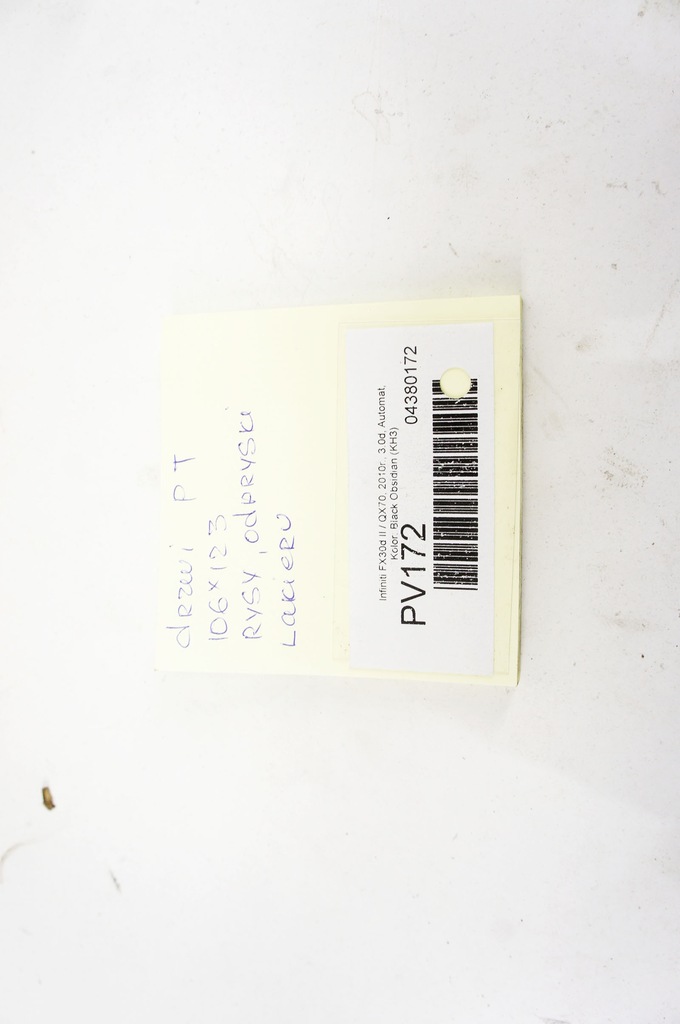 drzwi PT
106x123
RYSY, odpRYSki
LakieRU
Infiniti FX30d II / QX70, 2010r., 3.0d, Automat,
Kolor: Black Obsidian (KH3)
PV172
04380172